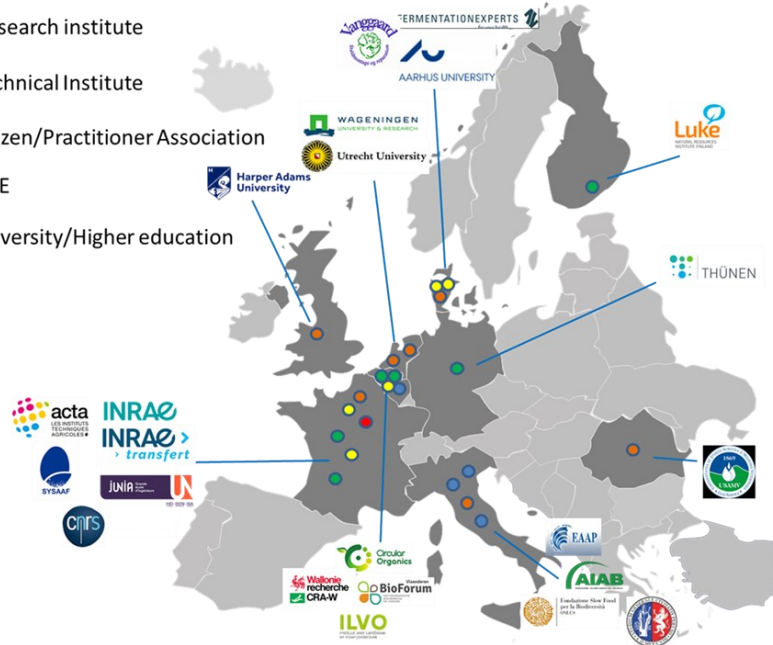 search institute
chnical Institute
zen/Practitioner Association
E
versity/Higher education
Vanggaard
FERMENTATIONEXPERTS
AARHUS UNIVERSITY
WAGENINGEN
UNIVERSITY & RESEARCH
Utrecht University
Harper Adams
University
Luke
NATURAL RESOURCES
INSTITUTE FINLAND
THÜNEN
acta
LES INSTITUTS
TECHNIQUES
AGRICOLES
INRAE
INRAE
transfert
SYSAAF
JUNIA
cnrs
1869
USAMV
Circular
Organics
Wallonie
recherche
CRA-W
Vlaanderen
BioForum
ILVO
EAAP
AIAB
Fondazione Slow Food
per la Biodiversità
ONLUS